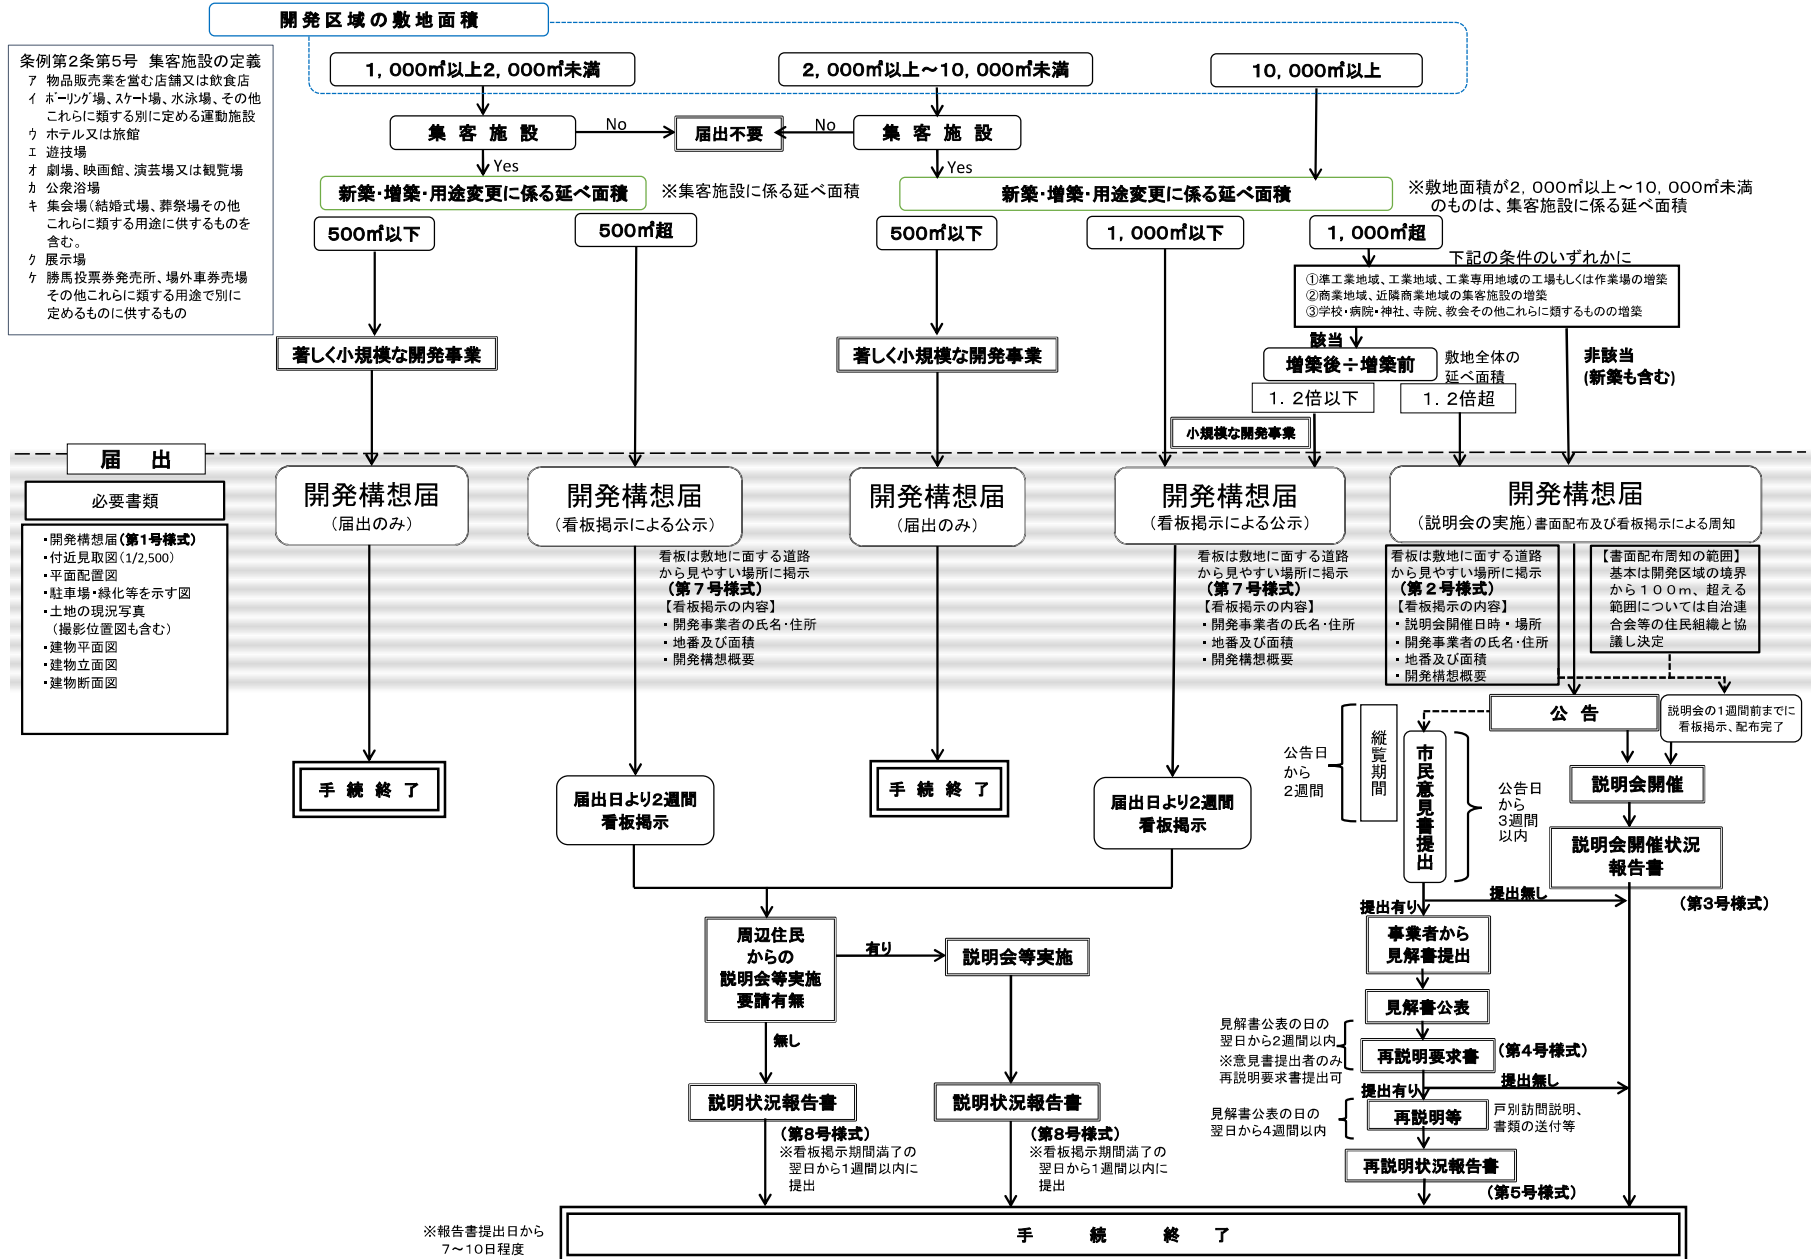 開発区域の敷地面積
条例第2条第5号 集客施設の定義
ア 物品販売業を営む店舗又は飲食店
イ ボーリング場、スケート場、水泳場、その他
これらに類する別に定める運動施設
ウ ホテル又は旅館
エ 遊技場
オ 劇場、映画館、演芸場又は観覧場
カ 公衆浴場
キ 集会場(結婚式場、葬祭場その他
これらに類する用途に供するものを
含む。
ク 展示場
ケ 勝馬投票券発売所、場外車券売場
その他これらに類する用途で別に
定めるものに供するもの
1,000㎡以上2,000㎡未満
2,000㎡以上～10,000㎡未満
10,000㎡以上
集客施設
No
届出不要
No
集客施設
Yes
Yes
新築・増築・用途変更に係る延べ面積
※集客施設に係る延べ面積
新築・増築・用途変更に係る延べ面積
※敷地面積が2,000㎡以上～10,000㎡未満
のものは、集客施設に係る延べ面積
500㎡以下
500㎡超
500㎡以下
1,000㎡以下
1,000㎡超
下記の条件のいずれかに
①準工業地域、工業地域、工業専用地域の工場もしくは作業場の増築
②商業地域、近隣商業地域の集客施設の増築
③学校・病院・神社、寺院、教会その他これらに類するものの増築
著しく小規模な開発事業
著しく小規模な開発事業
該当
増築後÷増築前
敷地全体の
延べ面積
非該当
(新築も含む)
1.2倍以下
1.2倍超
小規模な開発事業
届 出
必要書類
・開発構想届(第1号様式)
・付近見取図(1/2,500)
・平面配置図
・駐車場・緑化等を示す図
・土地の現況写真
(撮影位置図も含む)
・建物平面図
・建物立面図
・建物断面図
開発構想届
(届出のみ)
開発構想届
(看板掲示による公示)
開発構想届
(届出のみ)
開発構想届
(看板掲示による公示)
開発構想届
(説明会の実施)書面配布及び看板掲示による周知
看板は敷地に面する道路
から見やすい場所に掲示
(第7号様式)
【看板掲示の内容】
・開発事業者の氏名・住所
・地番及び面積
・開発構想概要
看板は敷地に面する道路
から見やすい場所に掲示
(第7号様式)
【看板掲示の内容】
・開発事業者の氏名・住所
・地番及び面積
・開発構想概要
看板は敷地に面する道路
から見やすい場所に掲示
(第2号様式)
【看板掲示の内容】
・説明会開催日時・場所
・開発事業者の氏名・住所
・地番及び面積
・開発構想概要
【書面配布周知の範囲】
基本は開発区域の境界
から100m、超える
範囲については自治連
合会等の住民組織と協
議し決定
公告
説明会の1週間前までに
看板掲示、配布完了
公告日
から
2週間
縦覧期間
市民意見書提出
公告日
から
3週間
以内
説明会開催
説明会開催状況
報告書
(第3号様式)
手続終了
届出日より2週間
看板掲示
手続終了
届出日より2週間
看板掲示
提出無し
提出有り
周辺住民
からの
説明会等実施
要請有無
有り
説明会等実施
無し
事業者から
見解書提出
見解書公表
見解書公表の日の
翌日から2週間以内
※意見書提出者のみ
再説明要求書提出可
再説明要求書
(第4号様式)
提出無し
提出有り
説明状況報告書
(第8号様式)
※看板掲示期間満了の
翌日から1週間以内に
提出
説明状況報告書
(第8号様式)
※看板掲示期間満了の
翌日から1週間以内に
提出
見解書公表の日の
翌日から4週間以内
再説明等
戸別訪問説明、
書類の送付等
再説明状況報告書
(第5号様式)
※報告書提出日から
7～10日程度
手続終了